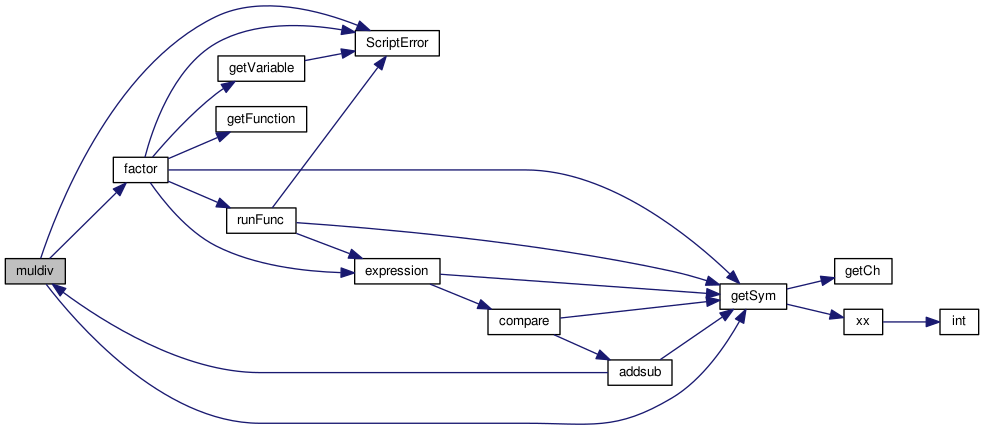 ScriptError
getVariable
getFunction
factor
runFunc
muldiv
expression
getCh
getSym
compare
xx
int
addsub